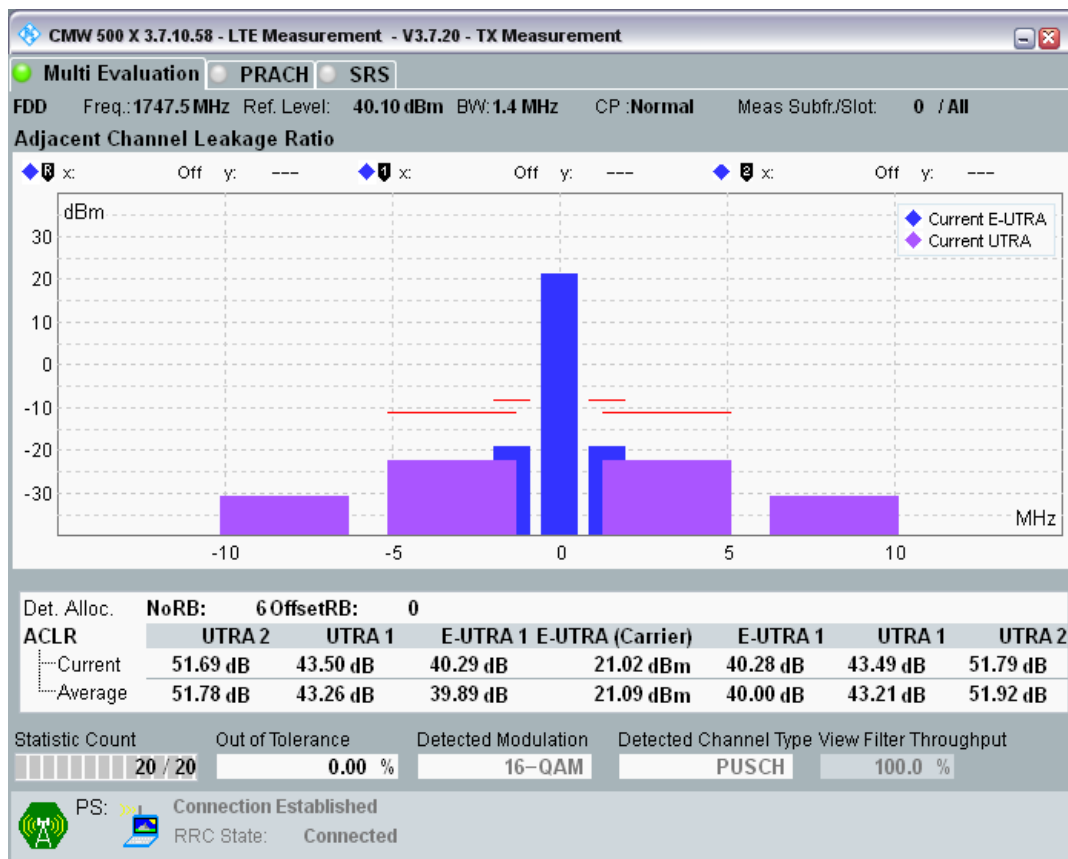 CMW 500 X 3.7.10.58 - LTE Measurement - V3.7.20 - TX Measurement
Multi Evaluation PRACH SRS
FDD Freq.:1747.5 MHz Ref. Level: 40.10 dBm BW:1.4 MHz CP :Normal Meas Subfr./Slot: 0 / All
Adjacent Channel Leakage Ratio
R x: Off y: --- 1 x: Off y: --- 2 x: Off y: ---
dBm
Current E-UTRA
Current UTRA
30
20
10
0
-10
-20
-30
MHz
-10 -5 0 5 10
Det. Alloc. NoRB: 6 OffsetRB: 0
ACLR UTRA 2 UTRA 1 E-UTRA 1 E-UTRA (Carrier) E-UTRA 1 UTRA 1 UTRA 2
Current 51.69 dB 43.50 dB 40.29 dB 21.02 dBm 40.28 dB 43.49 dB 51.79 dB
Average 51.78 dB 43.26 dB 39.89 dB 21.09 dBm 40.00 dB 43.21 dB 51.92 dB
Statistic Count Out of Tolerance Detected Modulation Detected Channel Type View Filter Throughput
20 / 20 0.00 % 16-QAM PUSCH 100.0 %
PS: Connection Established
RRC State: Connected